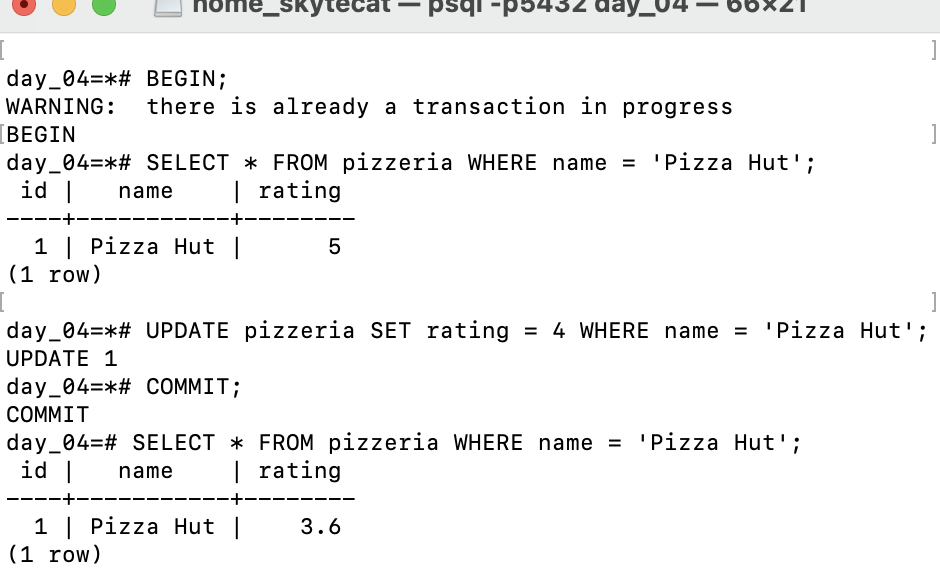 home_skytecat — psql -p5432 day_04 — 66×21
[ ]
day_04=*# BEGIN;
WARNING:  there is already a transaction in progress
[BEGIN ]
day_04=*# SELECT * FROM pizzeria WHERE name = 'Pizza Hut';
 id |   name    | rating
----+-----------+--------
  1 | Pizza Hut |      5
(1 row)
[ ]
day_04=*# UPDATE pizzeria SET rating = 4 WHERE name = 'Pizza Hut';
UPDATE 1
day_04=*# COMMIT;
COMMIT
day_04=# SELECT * FROM pizzeria WHERE name = 'Pizza Hut';
 id |   name    | rating
----+-----------+--------
  1 | Pizza Hut |    3.6
(1 row)